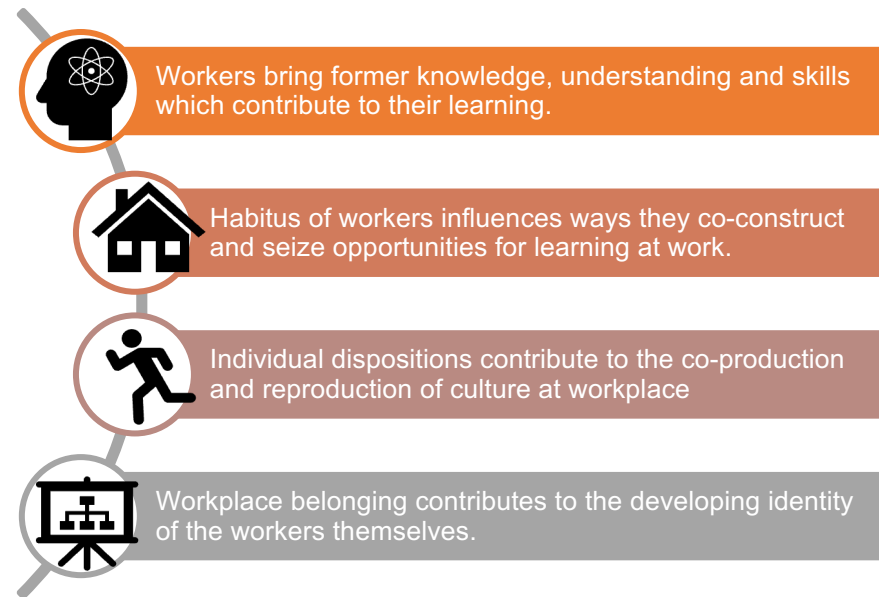 Workers bring former knowledge, understanding and skills
which contribute to their learning.
Habitus of workers influences ways they co-construct
and seize opportunities for learning at work.
Individual dispositions contribute to the co-production
and reproduction of culture at workplace
Workplace belonging contributes to the developing identity
of the workers themselves.